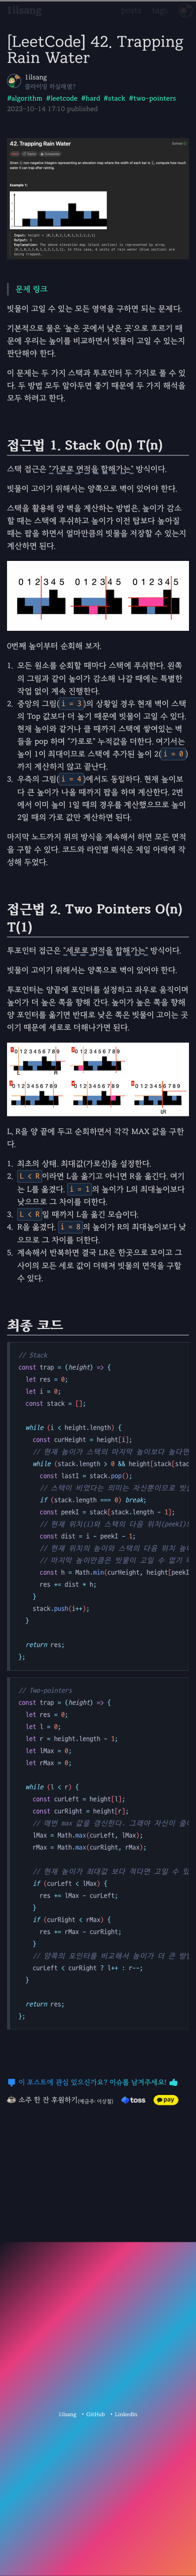 1ilsang
posts tags
[LeetCode] 42. Trapping
Rain Water
1ilsang
클라이밍 하실래염?
#algorithm #leetcode #hard #stack #two-pointers
2023-10-14 17:10 published
42. Trapping Rain Water
Example 1:
문제 링크
빗물이 고일 수 있는 모든 영역을 구하면 되는 문제다.
기본적으로 물은 '높은 곳에서 낮은 곳'으로 흐르기 때
문에 우리는 높이를 비교하면서 빗물이 고일 수 있는지
판단해야 한다.
이 문제는 두 가지 스택과 투포인터 두 가지로 풀 수 있
다. 두 방법 모두 알아두면 좋기 때문에 두 가지 해석을
모두 하려고 한다.
접근법 1. Stack O(n) T(n)
스택 접근은 "가로로 면적을 합해가는" 방식이다.
빗물이 고이기 위해서는 양쪽으로 벽이 있어야 한다.
스택을 활용해 양 벽을 계산하는 방법은, 높이가 감소
할 때는 스택에 푸쉬하고 높이가 이전 탑보다 높아질
때는 팝을 하면서 얼마만큼의 빗물을 저장할 수 있는지
계산하면 된다.
0 1 2 3 4 5 0 1 2 3 4 5 0 1 2 3 4 5
0번째 높이부터 순회해 보자.
1. 모든 원소를 순회할 때마다 스택에 푸쉬한다. 왼쪽
의 그림과 같이 높이가 감소해 나갈 때에는 특별한
작업 없이 계속 진행한다.
2. 중앙의 그림(i = 3)의 상황일 경우 현재 벽이 스택
의 Top 값보다 더 높기 때문에 빗물이 고일 수 있다.
현재 높이와 같거나 클 때까지 스택에 쌓여있는 벽
들을 pop 하며 "가로로" 누적값을 더한다. 여기서는
높이 1이 최대이므로 스택에 추가된 높이 2(i = 0)
까지 계산하지 않고 끝난다.
3. 우측의 그림(i = 4)에서도 동일하다. 현재 높이보
다 큰 높이가 나올 때까지 팝을 하며 계산한다. 2번
에서 이미 높이 1일 때의 경우를 계산했으므로 높이
2일 때의 가로 값만 계산하면 된다.
마지막 노드까지 위의 방식을 계속해서 하면 모든 면적
을 구할 수 있다. 코드와 라인별 해석은 제일 아래에 작
성해 두었다.
접근법 2. Two Pointers O(n)
T(1)
투포인터 접근은 "세로로 면적을 합해가는" 방식이다.
빗물이 고이기 위해서는 양쪽으로 벽이 있어야 한다.
투포인터는 양끝에 포인터를 설정하고 좌우로 움직이며
높이가 더 높은 쪽을 향해 간다. 높이가 높은 쪽을 향해
양 포인터를 옮기면 반대로 낮은 쪽은 빗물이 고이는 곳
이기 때문에 세로로 더해나가면 된다.
L, R을 양 끝에 두고 순회하면서 각각 MAX 값을 구한
다.
1. 최초의 상태. 최대값(가로선)을 설정한다.
2. L < R이라면 L을 옮기고 아니면 R을 옮긴다. 여기
는 L를 옮겼다. i = 1의 높이가 L의 최대높이보다
낮으므로 그 차이를 더한다.
3. L < R일 때까지 L을 옮긴 모습이다.
4. R을 옮겼다. i = 8의 높이가 R의 최대높이보다 낮
으므로 그 차이를 더한다.
5. 계속해서 반복하면 결국 LR은 한곳으로 모이고 그
사이의 모든 세로 값이 더해져 빗물의 면적을 구할
수 있다.
최종 코드
// Stack
const trap = (height) => {
let res = 0;
let i = 0;
const stack = [];
while (i < height.length) {
const curHeight = height[i];
// 현재 높이가 스택의 마지막 높이보다 높다면
while (stack.length > 0 && height[stack[stac
const lastI = stack.pop();
// 스택이 비었다는 의미는 자신뿐이므로 빗물
if (stack.length === 0) break;
const peekI = stack[stack.length - 1];
// 현재 위치(i)와 스택의 다음 위치(peekI)의
const dist = i - peekI - 1;
// 현재 위치의 높이와 스택의 다음 위치 높이
// 마지막 높이만큼은 빗물이 고일 수 없기 때
const h = Math.min(curHeight, height[peekI
res += dist * h;
}
stack.push(i++);
}
return res;
};
// Two-pointers
const trap = (height) => {
let res = 0;
let l = 0;
let r = height.length - 1;
let lMax = 0;
let rMax = 0;
while (l < r) {
const curLeft = height[l];
const curRight = height[r];
// 매번 max 값을 갱신한다. 그래야 자신이 줄어
lMax = Math.max(curLeft, lMax);
rMax = Math.max(curRight, rMax);
// 현재 높이가 최대값 보다 작다면 고일 수 있
if (curLeft < lMax) {
res += lMax - curLeft;
}
if (curRight < rMax) {
res += rMax - curRight;
}
// 양쪽의 포인터를 비교해서 높이가 더 큰 방향
curLeft < curRight ? l++ : r--;
}
return res;
};
이 포스트에 관심 있으신가요? 이슈를 남겨주세요!
소주 한 잔 후원하기(예금주: 이상철) toss pay
1ilsang • GitHub • LinkedIn